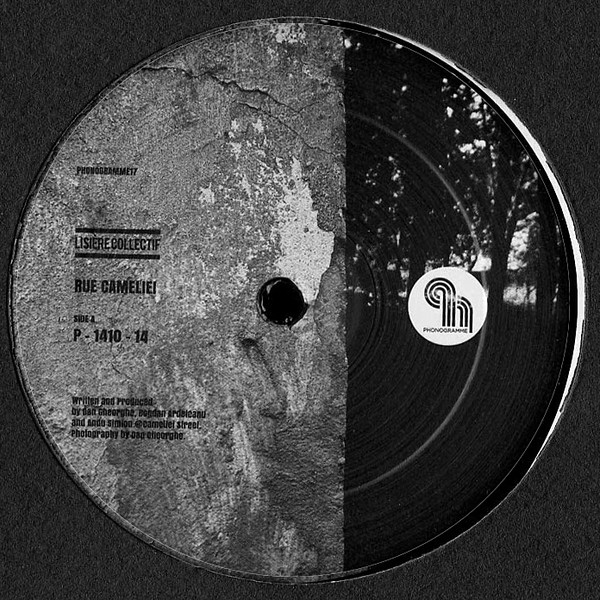 PHONOGRAMME17
LISIERE COLLECTIF
RUE CAMELIEI
SIDE A
P - 1410 - 14
Written and Produced
by Dan Gheorghe, Bogdan Ardeleanu
and Andu Simion @Cameliei Street.
Photography by Dan Gheorghe.
PHONOGRAMME